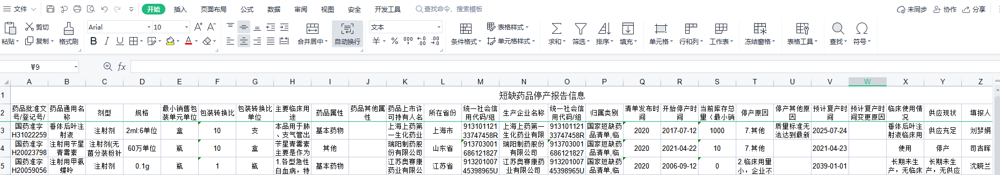 文件 开始 插入 页面布局 公式 数据 审阅 视图 安全 开发工具 查找命令、搜索模板 未同步 协作 分享
粘贴 剪切 复制 格式刷 Arial 10 A+ A- B I U A 合并居中 自动换行 文本 ¥ % 000 条件格式 表格样式 单元格样式 求和 筛选 排序 填充 单元格 行和列 工作表 冻结窗格 表格工具 查找 符号
W9 fx
A B C D E F G H I J K L M N O P Q R S T U V W X Y Z
1 短缺药品停产报告信息
2 药品批准文号/登记号/ 药品通用名称 剂型 规格 最小销售包装单元单位 包装转换比 包装转换比单位 主要临床用途 药品属性 药品其他属性 药品上市许可持有人名 所在省份 统一社会信用代码/组 生产企业名称 统一社会信用代码/组 归属类别 清单发布时间 开始停产时间 当前库存总量（最小销 停产原因 停产其他原因 预计复产时间 预计复产时间变更原因 临床使用情况 供应现状 填报人
3 国药准字H31022259 垂体后叶注射液 注射剂 2ml:6单位 盒 10 支 本品用于肺、支气管出 基本药物 上海上药第一生化药业 上海市 91310112133747458R 上海上药第一生化药业有限 91310112133747458R 国家短缺药品清单,临 2020 2017-07-12 1000 7.其他 质量标准无法达到最新 2025-07-24 垂体后叶注射液临床用 供应充足 刘梦娟
4 国药准字H20023798 注射用苄星青霉素 注射剂(无菌分装粉针 60万单位 瓶 10 盒 苄星青霉素主要是作为 其他 瑞阳制药股份有限公司 山东省 913703001686121827 瑞阳制药股份有限公司 913703001686121827 国家短缺药品清单,临 2020 2021-04-22 10 7.其他 2021-04-23 使用 停产 司吉晖
5 国药准字H20059056 注射用甲氨蝶呤 注射剂 0.1g 瓶 1 瓶 1.各型急性白血病，特 基本药物 江苏奥赛康药业有限公 江苏省 91320100745398965U 江苏奥赛康药业有限公司 91320100745398965U 国家短缺药品清单,临 2020 2006-09-12 0 2.临床用量小，企业不 2039-01-01 长期未生产，无临床 长期未生产，无供应 沈晓兰